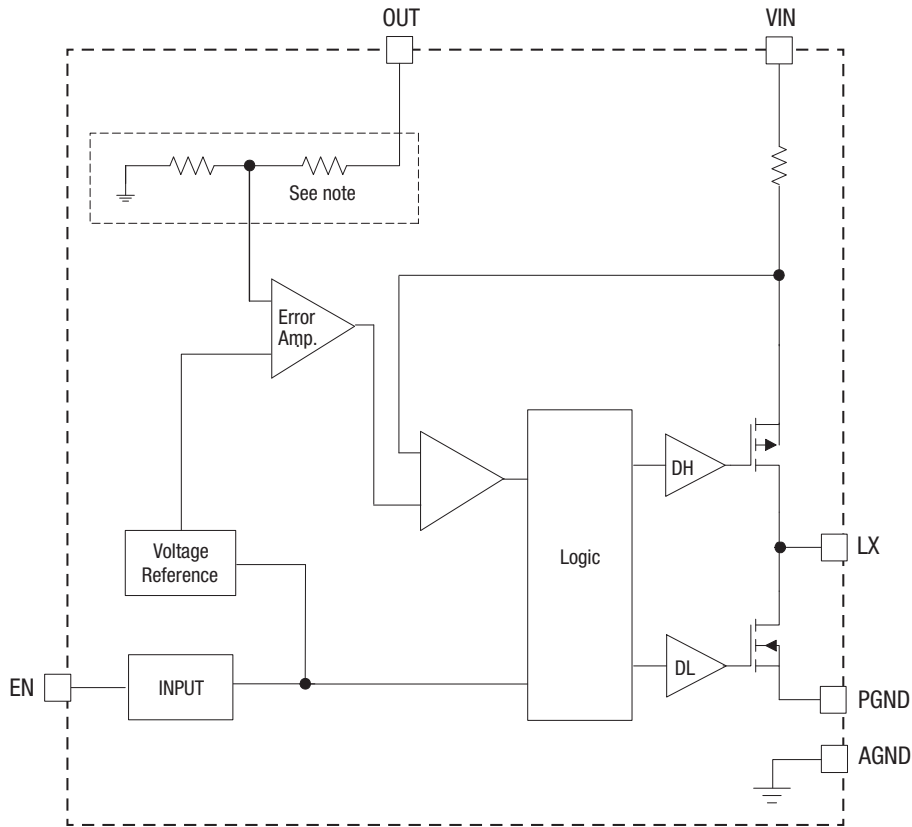 OUT
VIN
See note
Error
Amp.
DH
Voltage
Reference
Logic
LX
EN
INPUT
DL
PGND
AGND